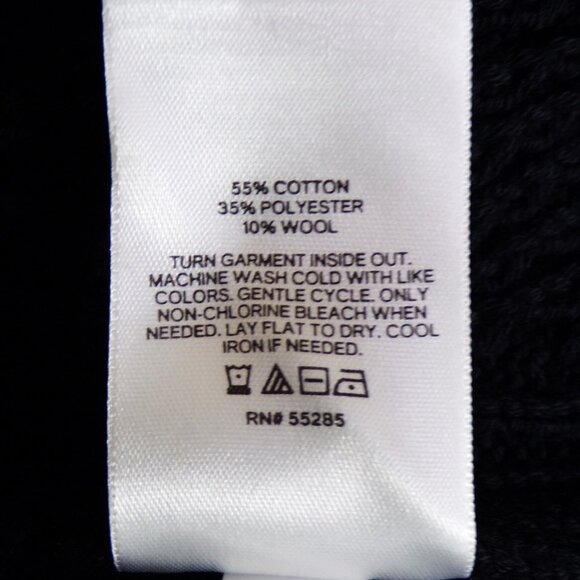 55% COTTON
35% POLYESTER
10% WOOL
TURN GARMENT INSIDE OUT.
MACHINE WASH COLD WITH LIKE
COLORS. GENTLE CYCLE. ONLY
NON-CHLORINE BLEACH WHEN
NEEDED. LAY FLAT TO DRY. COOL
IRON IF NEEDED.
RN# 55285